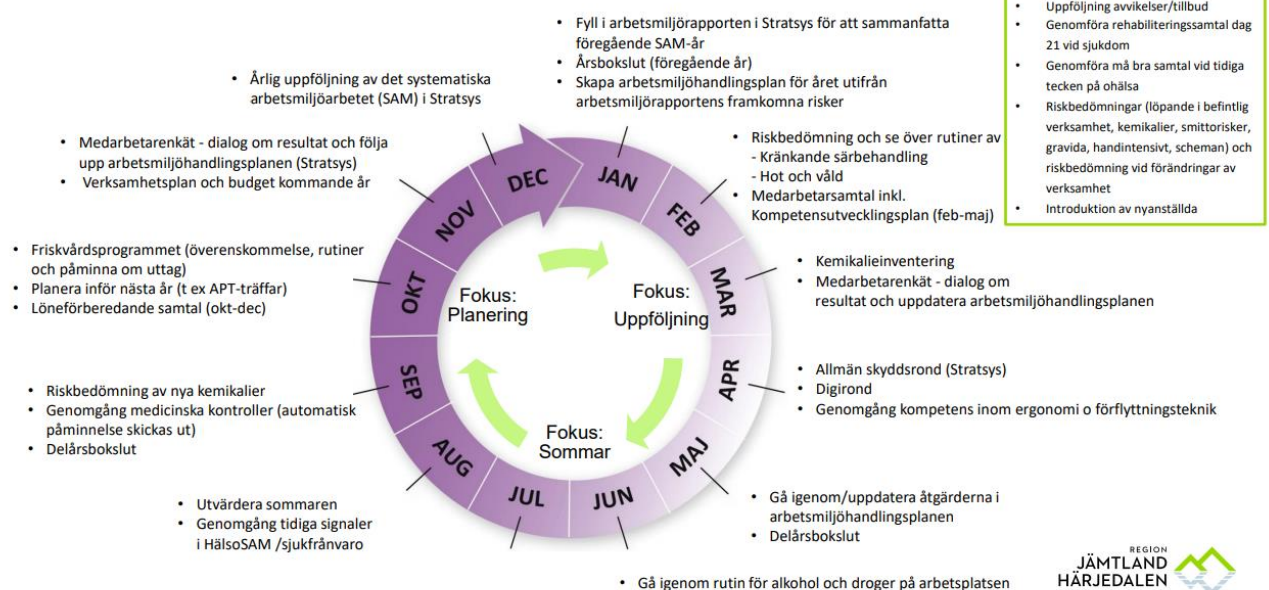 • Uppföljning avvikelser/tillbud
• Genomföra rehabiliteringssamtal dag
21 vid sjukdom
• Genomföra må bra samtal vid tidiga
tecken på ohälsa
• Riskbedömningar (löpande i befintlig
verksamhet, kemikalier, smittorisker,
gravida, handintensivt, scheman) och
riskbedömning vid förändringar av
verksamhet
• Introduktion av nyanställda
• Fyll i arbetsmiljörapporten i Stratsys för att sammanfatta
föregående SAM-år
• Årsbokslut (föregående år)
• Skapa arbetsmiljöhandlingsplan för året utifrån
arbetsmiljörapportens framkomna risker
• Årlig uppföljning av det systematiska
arbetsmiljöarbetet (SAM) i Stratsys
• Medarbetarenkät - dialog om resultat och följa
upp arbetsmiljöhandlingsplanen (Stratsys)
• Verksamhetsplan och budget kommande år
• Riskbedömning och se över rutiner av
- Kränkande särbehandling
- Hot och våld
• Medarbetarsamtal inkl.
Kompetensutvecklingsplan (feb-maj)
• Friskvårdsprogrammet (överenskommelse, rutiner
och påminna om uttag)
• Planera inför nästa år (t ex APT-träffar)
• Löneförberedande samtal (okt-dec)
• Kemikalieinventering
• Medarbetarenkät - dialog om
resultat och uppdatera arbetsmiljöhandlingsplanen
• Riskbedömning av nya kemikalier
• Genomgång medicinska kontroller (automatisk
påminnelse skickas ut)
• Delårsbokslut
• Allmän skyddsrond (Stratsys)
• Digirond
• Genomgång kompetens inom ergonomi o förflyttningsteknik
• Utvärdera sommaren
• Genomgång tidiga signaler
i HälsoSAM /sjukfrånvaro
• Gå igenom/uppdatera åtgärderna i
arbetsmiljöhandlingsplanen
• Delårsbokslut
• Gå igenom rutin för alkohol och droger på arbetsplatsen
JAN
FEB
MAR
APR
MAJ
JUN
JUL
AUG
SEP
OKT
NOV
DEC
Fokus:
Planering
Fokus:
Uppföljning
Fokus:
Sommar
REGION
JÄMTLAND
HÄRJEDALEN